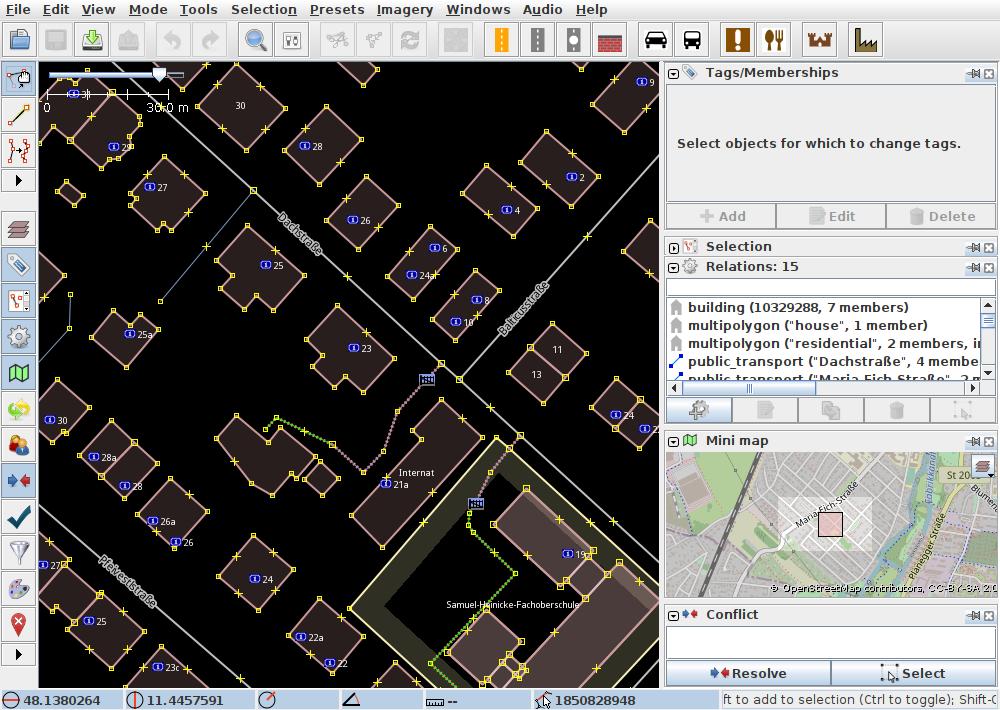 File Edit View Mode Tools Selection Presets Imagery Windows Audio Help
0
30.0 m
30
9
29
28
27
2
4
26
Dachstraße
6
25
24
8
Balticusstraße
10
25a
23
11
13
30
24
28a
Internat
21a
28
26a
26
19
27
Pfeivestlstraße
24
Samuel-Heinicke-Fachoberschule
25
22a
22
23c
Tags/Memberships
Select objects for which to change tags.
Add Edit Delete
Selection
Relations: 15
building (10329288, 7 members)
multipolygon ("house", 1 member)
multipolygon ("residential", 2 members, in
public_transport ("Dachstraße", 4 membe
public_transport ("Maria-Eich-Straße", 2 m
Mini map
St 20
Maria-Eich-Straße
Planegger Straße
© OpenStreetMap contributors, CC-BY-SA 2.0
Conflict
Resolve Select
48.1380264 11.4457591 -- 1850828948 ft to add to selection (Ctrl to toggle); Shift-C